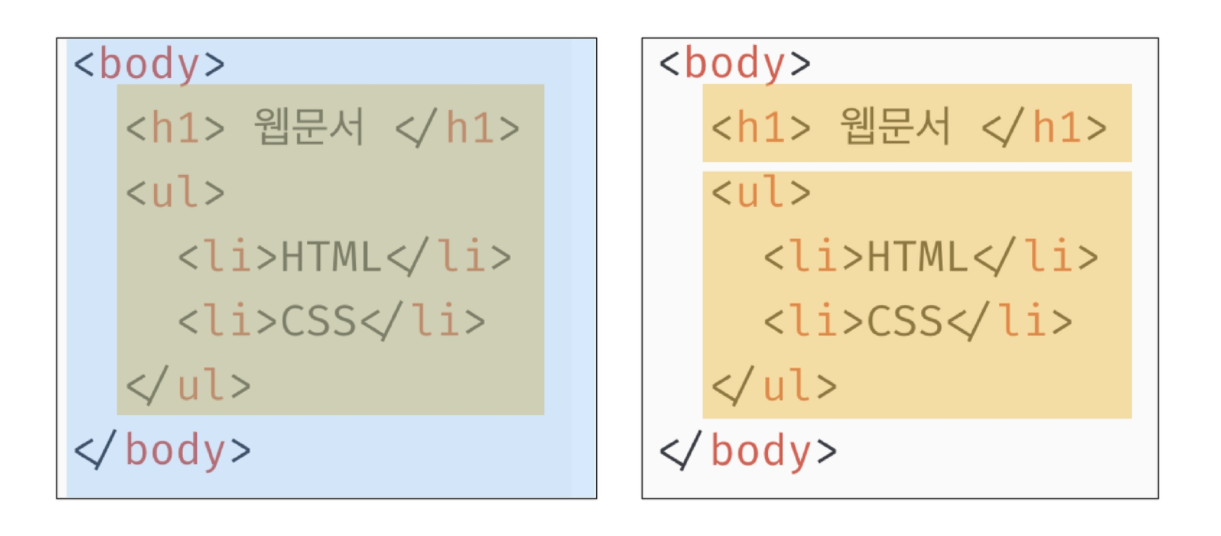 <body>
<h1> 웹문서 </h1>
<ul>
<li>HTML</li>
<li>CSS</li>
</ul>
</body>
<body>
<h1> 웹문서 </h1>
<ul>
<li>HTML</li>
<li>CSS</li>
</ul>
</body>